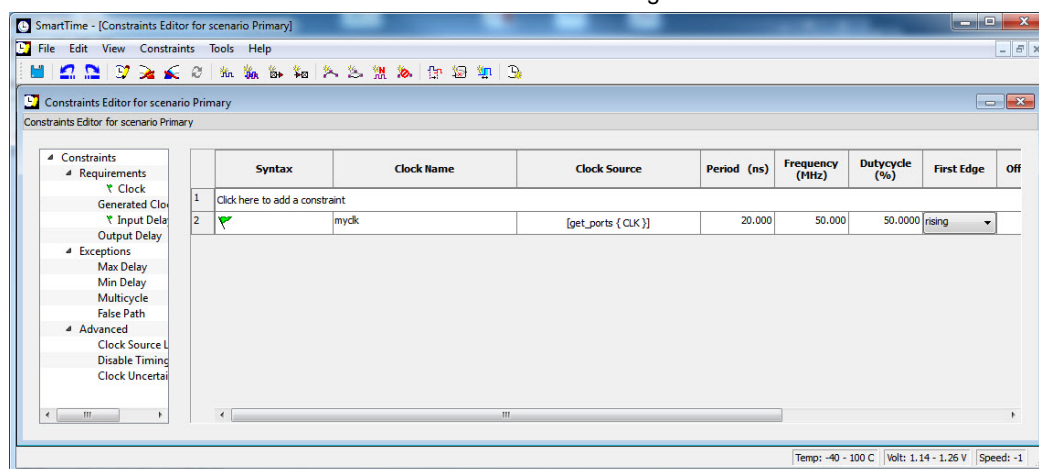 SmartTime - [Constraints Editor for scenario Primary]
File Edit View Constraints Tools Help
Constraints Editor for scenario Primary
Constraints Editor for scenario Primary
Constraints
Requirements
Clock
Generated Clo
Input Dela
Output Delay
Exceptions
Max Delay
Min Delay
Multicycle
False Path
Advanced
Clock Source L
Disable Timing
Clock Uncertai
Syntax Clock Name Clock Source Period (ns) Frequency (MHz) Dutycycle (%) First Edge Off
1 Click here to add a constraint
2 myclk [get_ports { CLK }] 20.000 50.000 50.0000 rising
Temp: -40 - 100 C Volt: 1.14 - 1.26 V Speed: -1